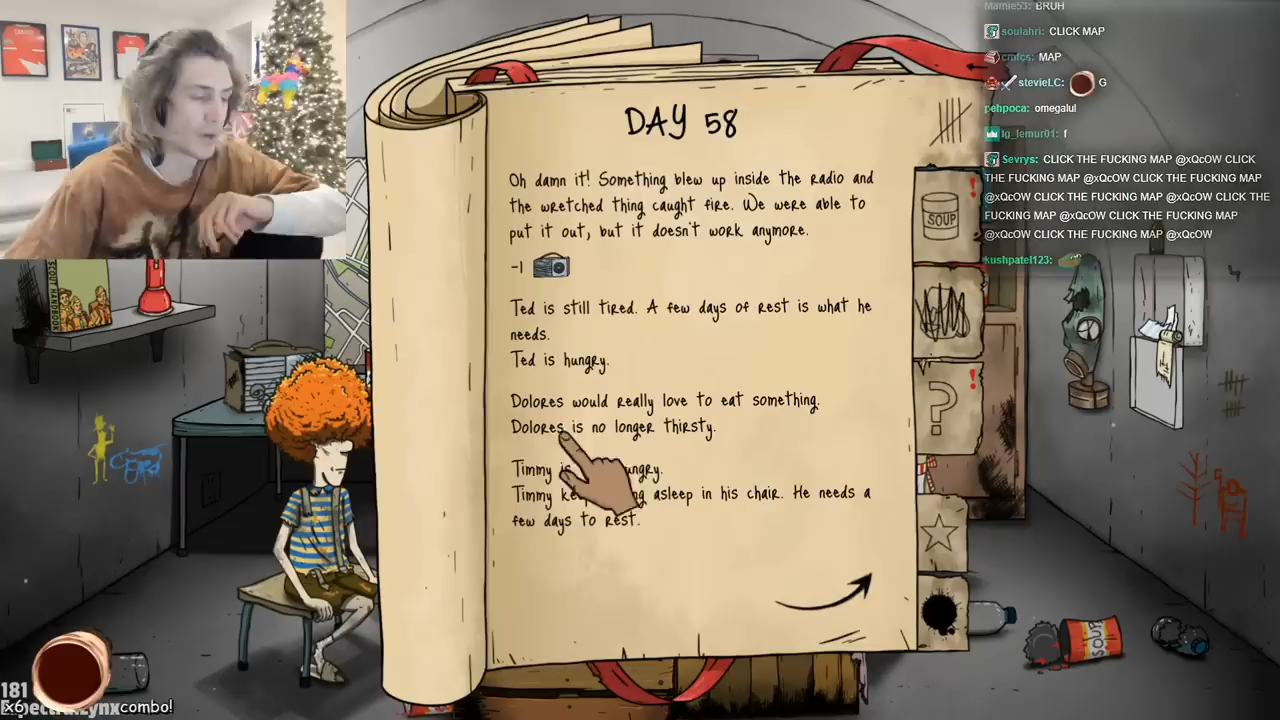 DAY 58
Oh damn it! Something blew up inside the radio and
the wretched thing caught fire. We were able to
put it out, but it doesn't work anymore.
-1
Ted is still tired. A few days of rest is what he
needs.
Ted is hungry.
Dolores would really love to eat something.
Dolores is no longer thirsty.
Timmy
Timmy asleep in his chair. He needs a
few days to rest.
SOUP
?
SOUP
SCOUT HANDBOOK
Mamie53: BRUH
soulahri: CLICK MAP
cmfcs: MAP
stevieLC: G
pehpoca: omegalul
lg_lemur01: f
Sevrys: CLICK THE FUCKING MAP @xQcOW CLICK
THE FUCKING MAP @xQcOW CLICK THE FUCKING MAP
@xQcOW CLICK THE FUCKING MAP @xQcOW CLICK THE
FUCKING MAP @xQcOW CLICK THE FUCKING MAP
@xQcOW CLICK THE FUCKING MAP @xQcOW
kushpatel123:
181
x6 combo!